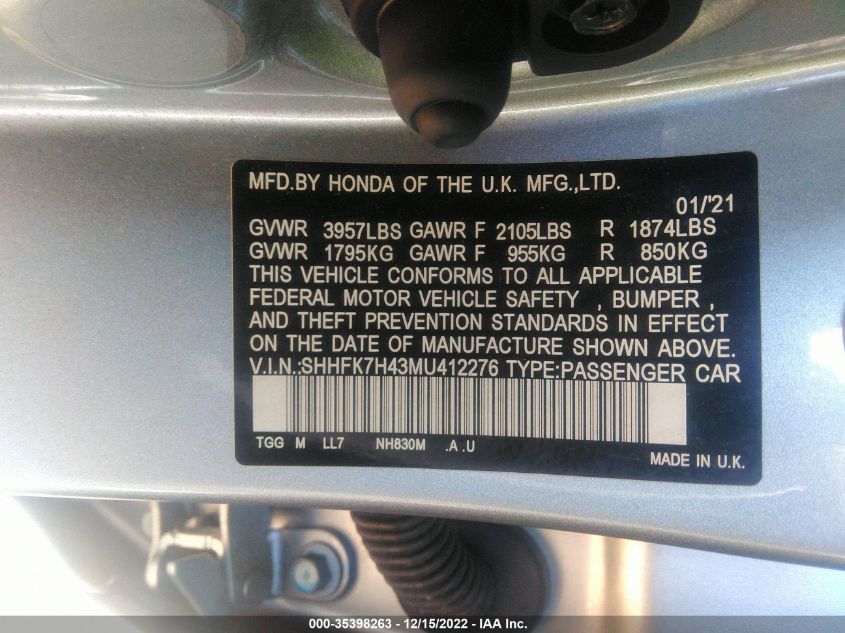 MFD.BY HONDA OF THE U.K. MFG.,LTD.
01/'21
GVWR 3957LBS GAWR F 2105LBS R 1874LBS
GVWR 1795KG GAWR F 955KG R 850KG
THIS VEHICLE CONFORMS TO ALL APPLICABLE
FEDERAL MOTOR VEHICLE SAFETY , BUMPER ,
AND THEFT PREVENTION STANDARDS IN EFFECT
ON THE DATE OF MANUFACTURE SHOWN ABOVE.
V.I.N.:SHHFK7H43MU412276 TYPE:PASSENGER CAR
TGG M LL7 NH830M .A .U
MADE IN U.K.
000-35398263 - 12/15/2022 - IAA Inc.